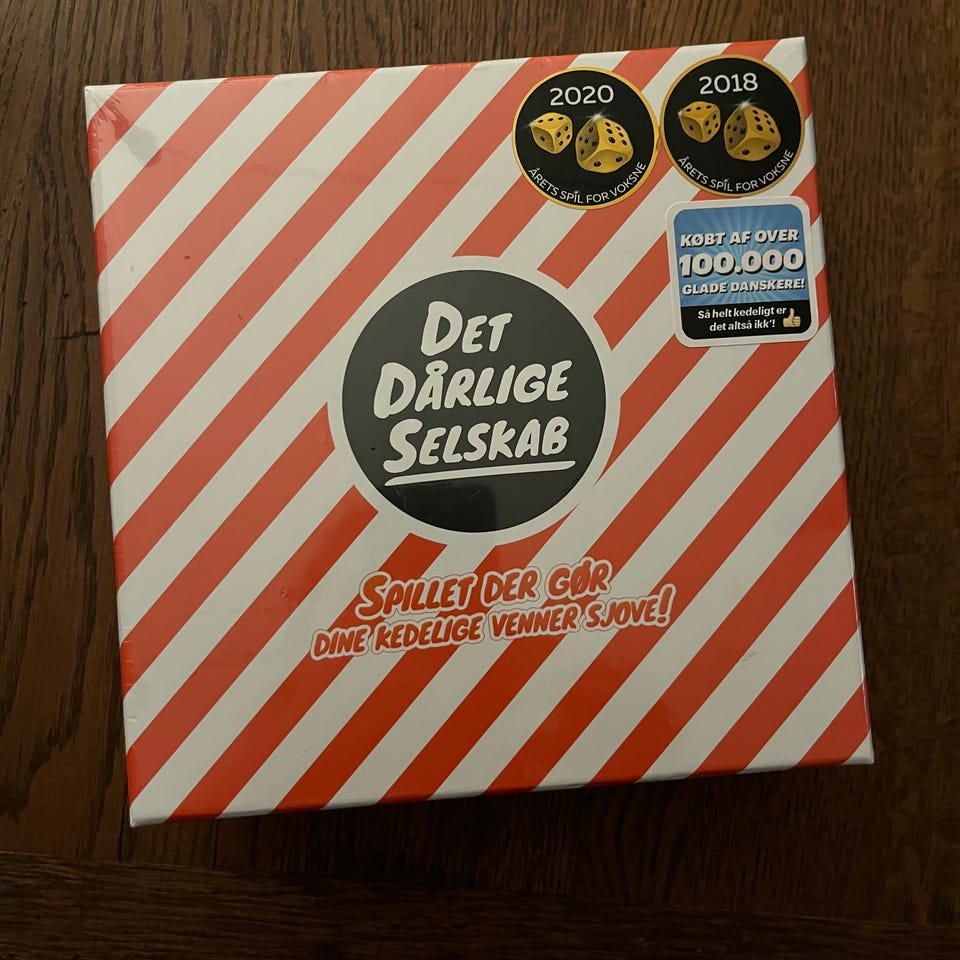 2020
ÅRETS SPIL FOR VOKSNE
2018
ÅRETS SPIL FOR VOKSNE
KØBT AF OVER
100.000
GLADE DANSKERE!
Så helt kedeligt er
det altså ikk'!
DET
DÅRLIGE
SELSKAB
SPILLET DER GØR
DINE KEDELIGE VENNER SJOVE!